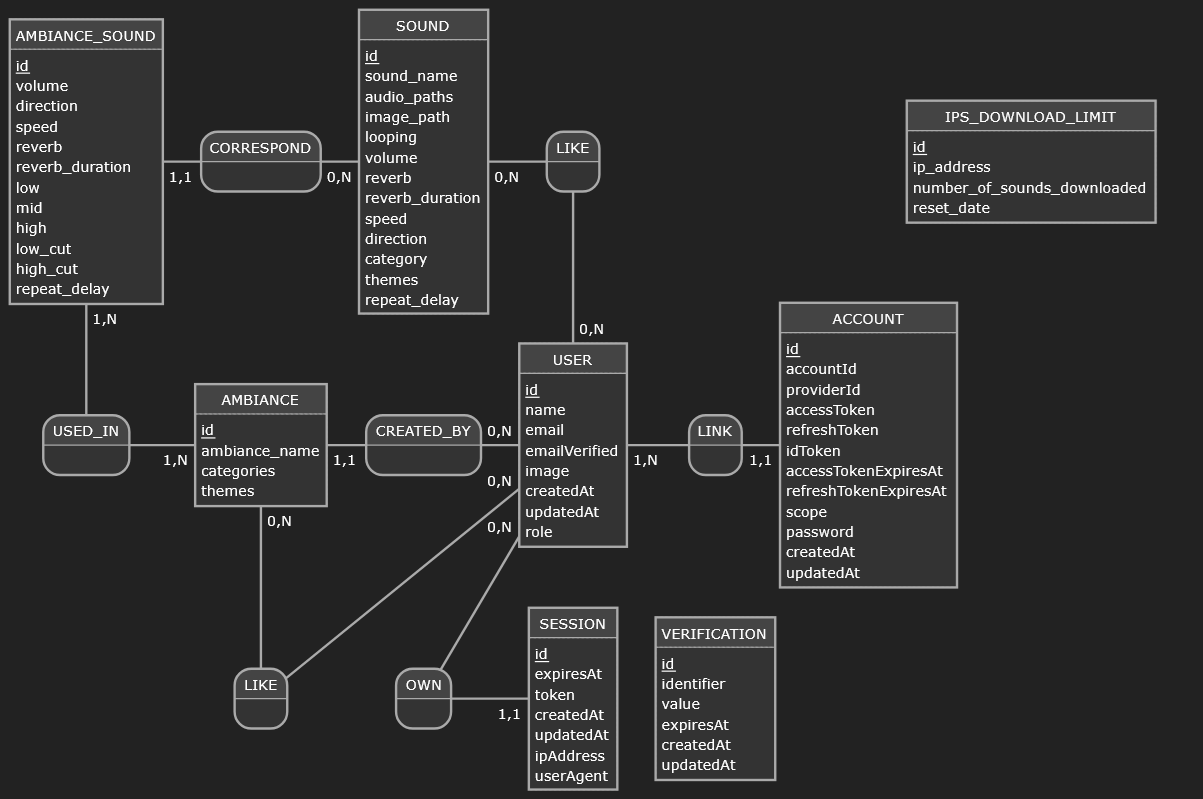 AMBIANCE_SOUND
id
volume
direction
speed
reverb
reverb_duration
low
mid
high
low_cut
high_cut
repeat_delay
1,1
1,N
CORRESPOND
0,N
SOUND
id
sound_name
audio_paths
image_path
looping
volume
reverb
reverb_duration
speed
direction
category
themes
repeat_delay
0,N
LIKE
0,N
IPS_DOWNLOAD_LIMIT
id
ip_address
number_of_sounds_downloaded
reset_date
USED_IN
1,N
AMBIANCE
id
ambiance_name
categories
themes
1,1
0,N
CREATED_BY
0,N
0,N
0,N
USER
id
name
email
emailVerified
image
createdAt
updatedAt
role
1,N
LINK
1,1
ACCOUNT
id
accountId
providerId
accessToken
refreshToken
idToken
accessTokenExpiresAt
refreshTokenExpiresAt
scope
password
createdAt
updatedAt
LIKE
OWN
1,1
SESSION
id
expiresAt
token
createdAt
updatedAt
ipAddress
userAgent
VERIFICATION
id
identifier
value
expiresAt
createdAt
updatedAt